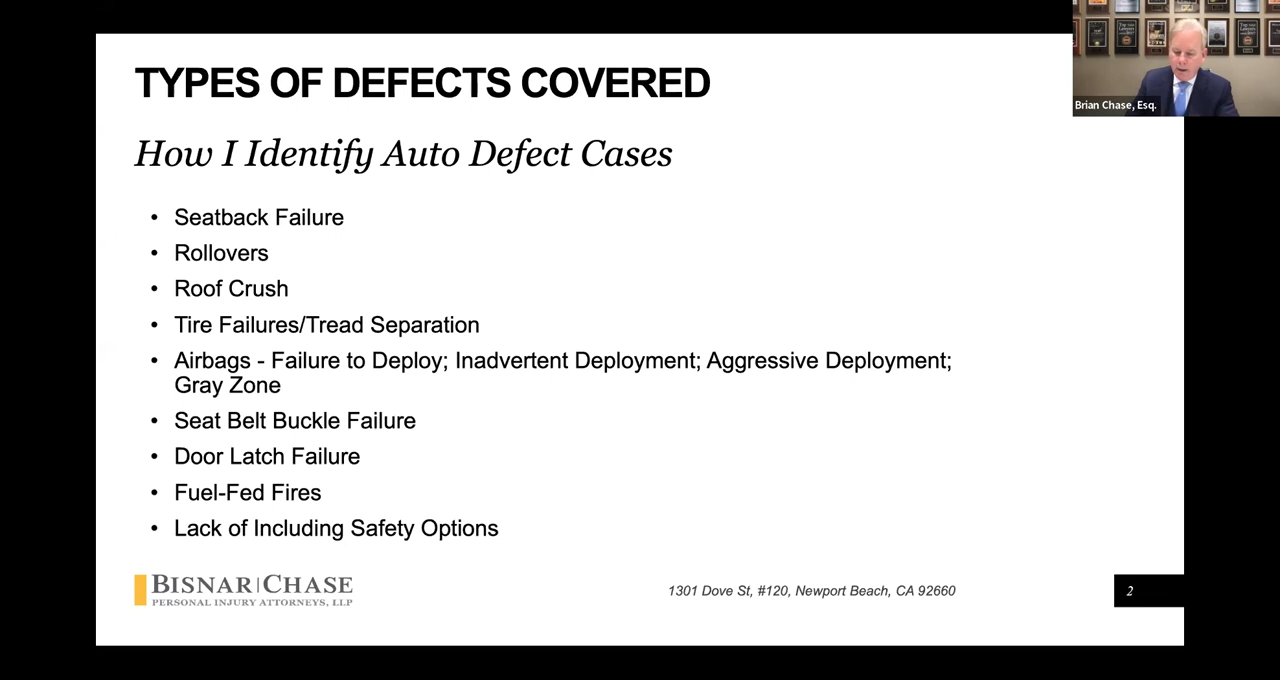 TYPES OF DEFECTS COVERED
How I Identify Auto Defect Cases
• Seatback Failure
• Rollovers
• Roof Crush
• Tire Failures/Tread Separation
• Airbags - Failure to Deploy; Inadvertent Deployment; Aggressive Deployment;
Gray Zone
• Seat Belt Buckle Failure
• Door Latch Failure
• Fuel-Fed Fires
• Lack of Including Safety Options
BISNAR|CHASE
PERSONAL INJURY ATTORNEYS, LLP
1301 Dove St, #120, Newport Beach, CA 92660
2
Brian Chase, Esq.